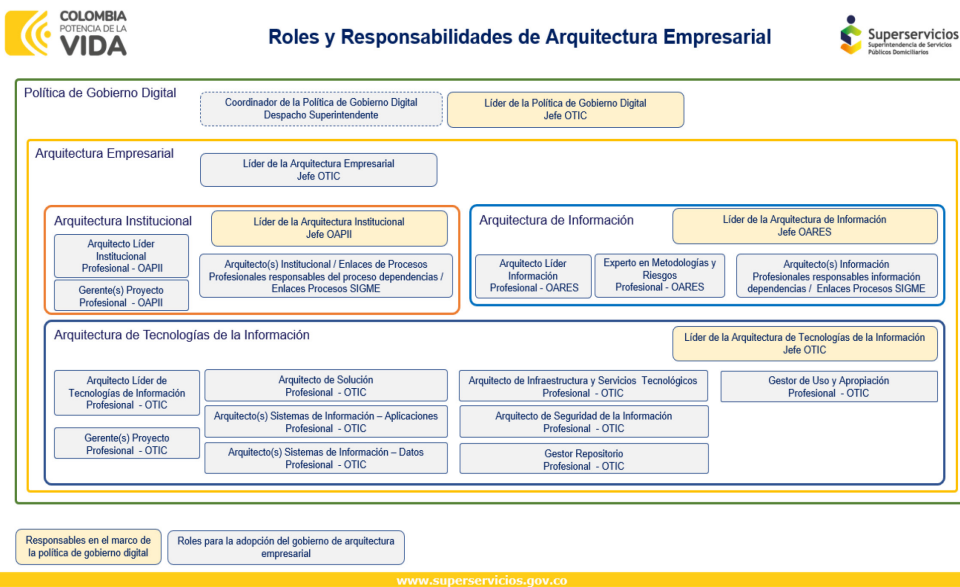 COLOMBIA
POTENCIA DE LA
VIDA
Roles y Responsabilidades de Arquitectura Empresarial
Superservicios
Superintendencia de Servicios
Públicos Domiciliarios
Política de Gobierno Digital
Coordinador de la Política de Gobierno Digital
Despacho Superintendente
Líder de la Política de Gobierno Digital
Jefe OTIC
Arquitectura Empresarial
Líder de la Arquitectura Empresarial
Jefe OTIC
Arquitectura Institucional
Líder de la Arquitectura Institucional
Jefe OAPII
Arquitecto Líder
Institucional
Profesional - OAPII
Gerente(s) Proyecto
Profesional - OAPII
Arquitecto(s) Institucional / Enlaces de Procesos
Profesionales responsables del proceso dependencias /
Enlaces Procesos SIGME
Arquitectura de Información
Líder de la Arquitectura de Información
Jefe OARES
Arquitecto Líder
Información
Profesional - OARES
Experto en Metodologías y
Riesgos
Profesional - OARES
Arquitecto(s) Información
Profesionales responsables información
dependencias / Enlaces Procesos SIGME
Arquitectura de Tecnologías de la Información
Líder de la Arquitectura de Tecnologías de la Información
Jefe OTIC
Arquitecto Líder de
Tecnologías de Información
Profesional - OTIC
Gerente(s) Proyecto
Profesional - OTIC
Arquitecto de Solución
Profesional - OTIC
Arquitecto(s) Sistemas de Información – Aplicaciones
Profesional - OTIC
Arquitecto(s) Sistemas de Información – Datos
Profesional - OTIC
Arquitecto de Infraestructura y Servicios Tecnológicos
Profesional - OTIC
Arquitecto de Seguridad de la Información
Profesional - OTIC
Gestor Repositorio
Profesional - OTIC
Gestor de Uso y Apropiación
Profesional - OTIC
Responsables en el marco de
la política de gobierno digital
Roles para la adopción del gobierno de arquitectura
empresarial
www.superservicios.gov.co